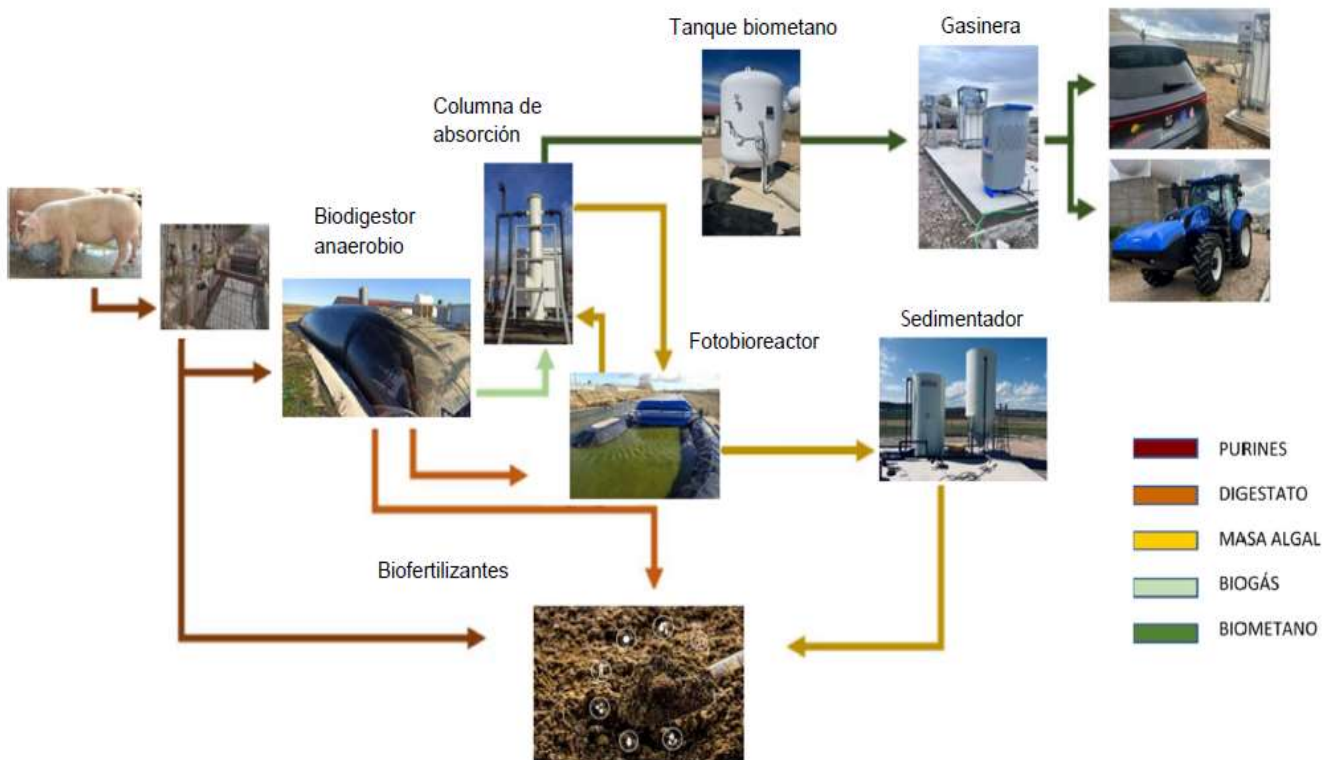 Tanque biometano
Gasinera
Columna de
absorción
Biodigestor
anaerobio
Fotobioreactor
Sedimentador
Biofertilizantes
PURINES
DIGESTATO
MASA ALGAL
BIOGÁS
BIOMETANO